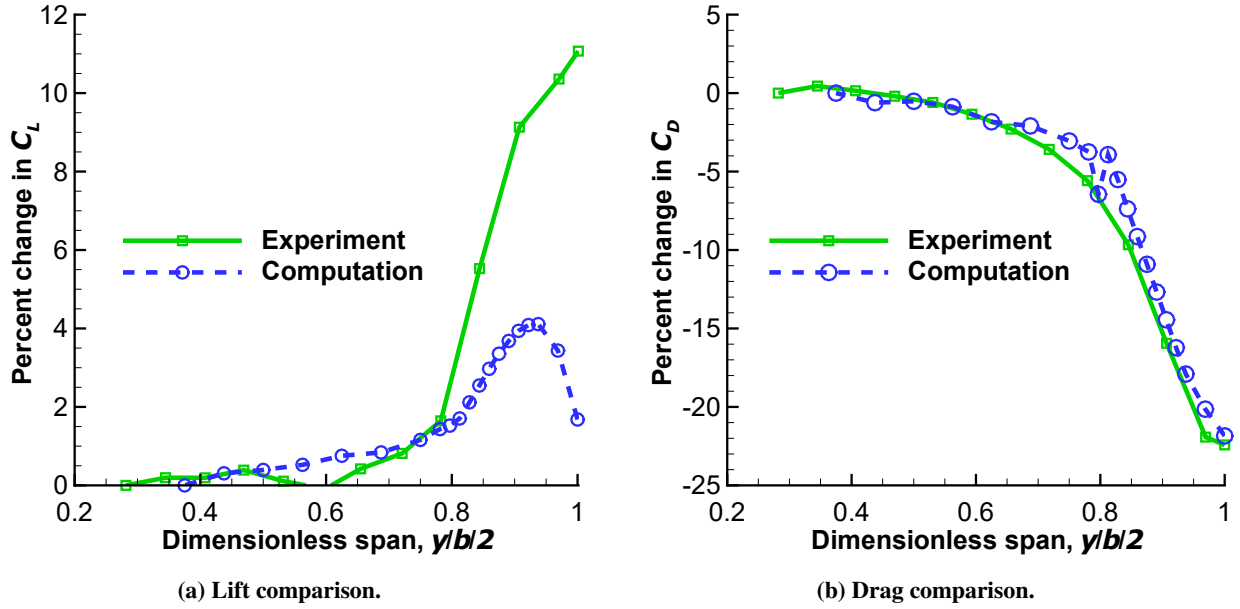 12
10
8
6
4
2
0
0.2
0.4
0.6
0.8
1
Percent change in C_L
Experiment
Computation
Dimensionless span, y/b/2
(a) Lift comparison.
5
0
-5
-10
-15
-20
-25
0.2
0.4
0.6
0.8
1
Percent change in C_D
Experiment
Computation
Dimensionless span, y/b/2
(b) Drag comparison.